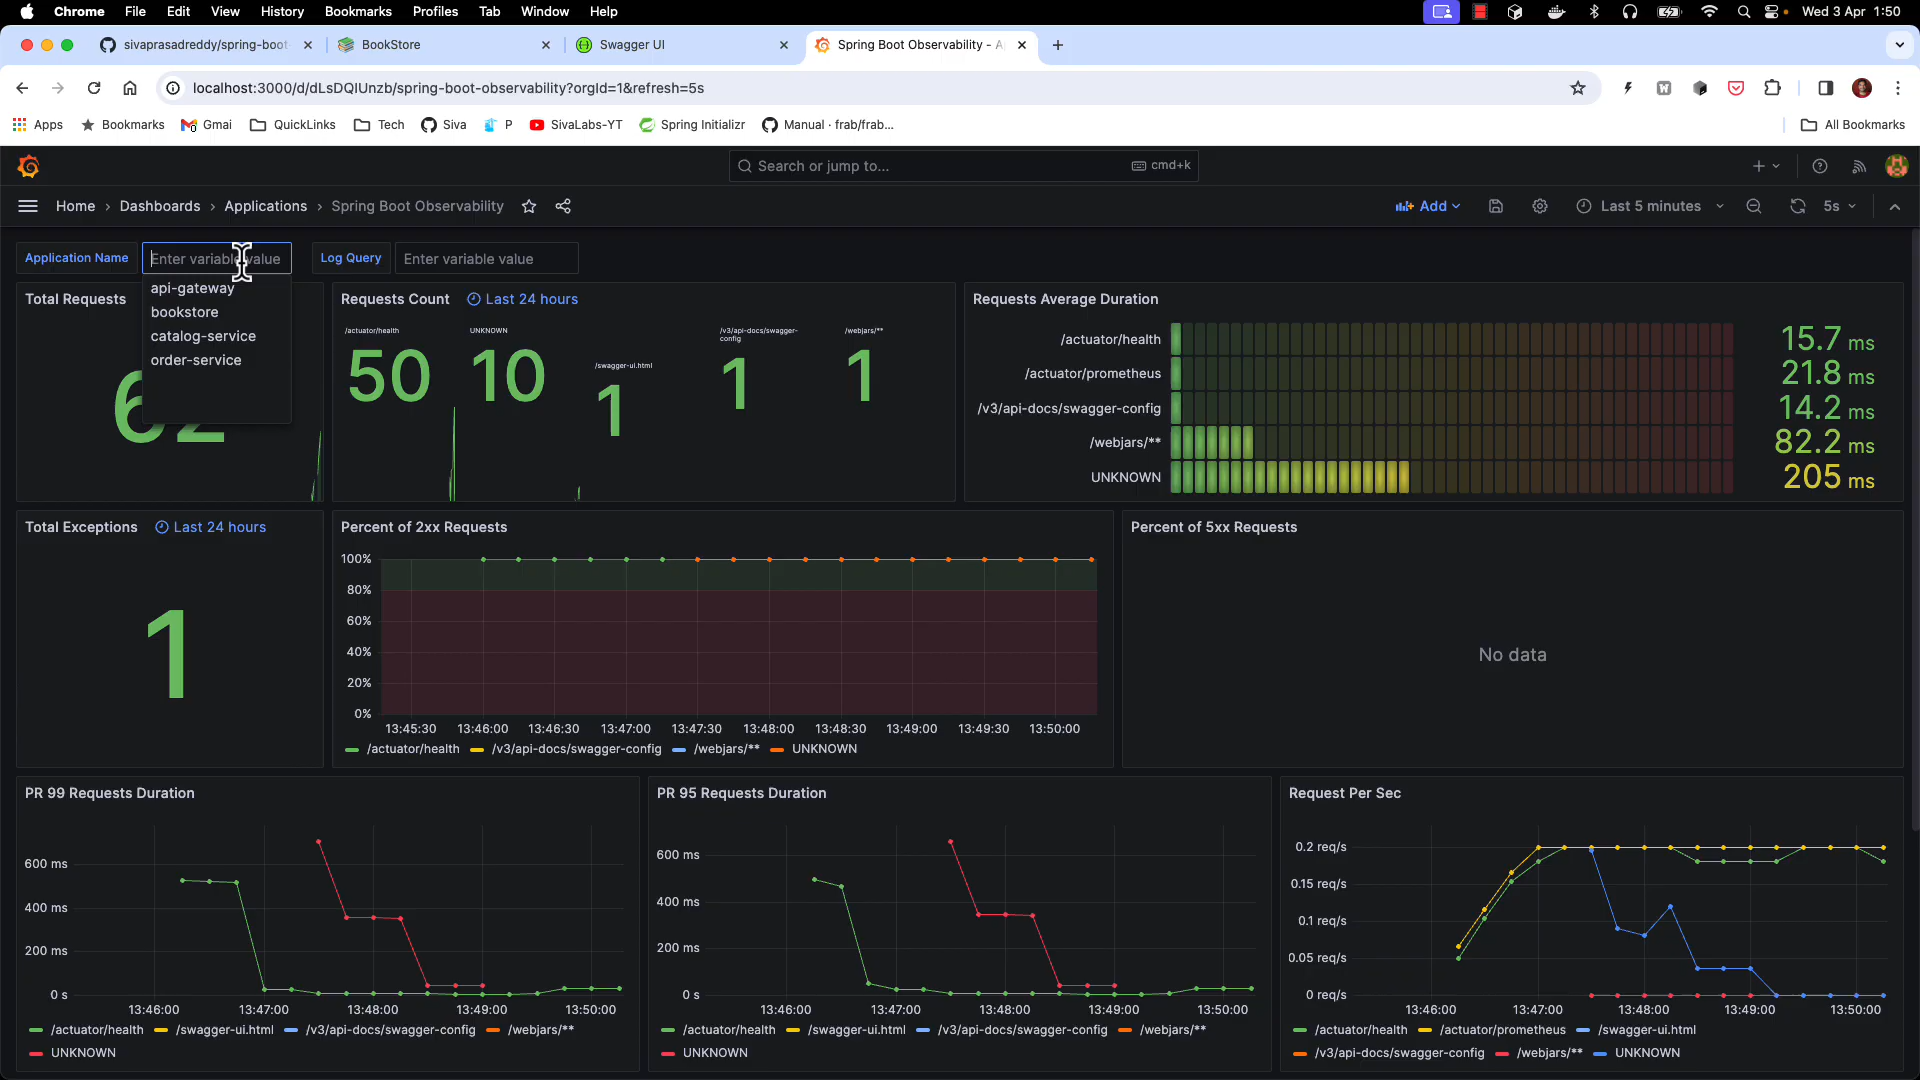 Chrome File Edit View History Bookmarks Profiles Tab Window Help Wed 3 Apr 1:50
sivaprasadreddy/spring-boot BookStore Swagger UI Spring Boot Observability - A
localhost:3000/d/dLsDQIUnzb/spring-boot-observability?orgId=1&refresh=5s
Apps Bookmarks Gmai QuickLinks Tech Siva P SivaLabs-YT Spring Initializr Manual · frab/frab... All Bookmarks
Search or jump to... cmd+k
Home › Dashboards › Applications › Spring Boot Observability Add Last 5 minutes 5s
Application Name Enter variable value Log Query Enter variable value
api-gateway
bookstore
catalog-service
order-service
Total Requests
62
Requests Count Last 24 hours
/actuator/health
50
UNKNOWN
10
/swagger-ui.html
1
/v3/api-docs/swagger-
config
1
/webjars/**
1
Requests Average Duration
/actuator/health 15.7 ms
/actuator/prometheus 21.8 ms
/v3/api-docs/swagger-config 14.2 ms
/webjars/** 82.2 ms
UNKNOWN 205 ms
Total Exceptions Last 24 hours
1
Percent of 2xx Requests
100%
80%
60%
40%
20%
0%
13:45:30 13:46:00 13:46:30 13:47:00 13:47:30 13:48:00 13:48:30 13:49:00 13:49:30 13:50:00
/actuator/health /v3/api-docs/swagger-config /webjars/** UNKNOWN
Percent of 5xx Requests
No data
PR 99 Requests Duration
600 ms
400 ms
200 ms
0 s
13:46:00 13:47:00 13:48:00 13:49:00 13:50:00
/actuator/health /swagger-ui.html /v3/api-docs/swagger-config /webjars/**
UNKNOWN
PR 95 Requests Duration
600 ms
400 ms
200 ms
0 s
13:46:00 13:47:00 13:48:00 13:49:00 13:50:00
/actuator/health /swagger-ui.html /v3/api-docs/swagger-config /webjars/**
UNKNOWN
Request Per Sec
0.2 req/s
0.15 req/s
0.1 req/s
0.05 req/s
0 req/s
13:46:00 13:47:00 13:48:00 13:49:00 13:50:00
/actuator/health /actuator/prometheus /swagger-ui.html
/v3/api-docs/swagger-config /webjars/** UNKNOWN